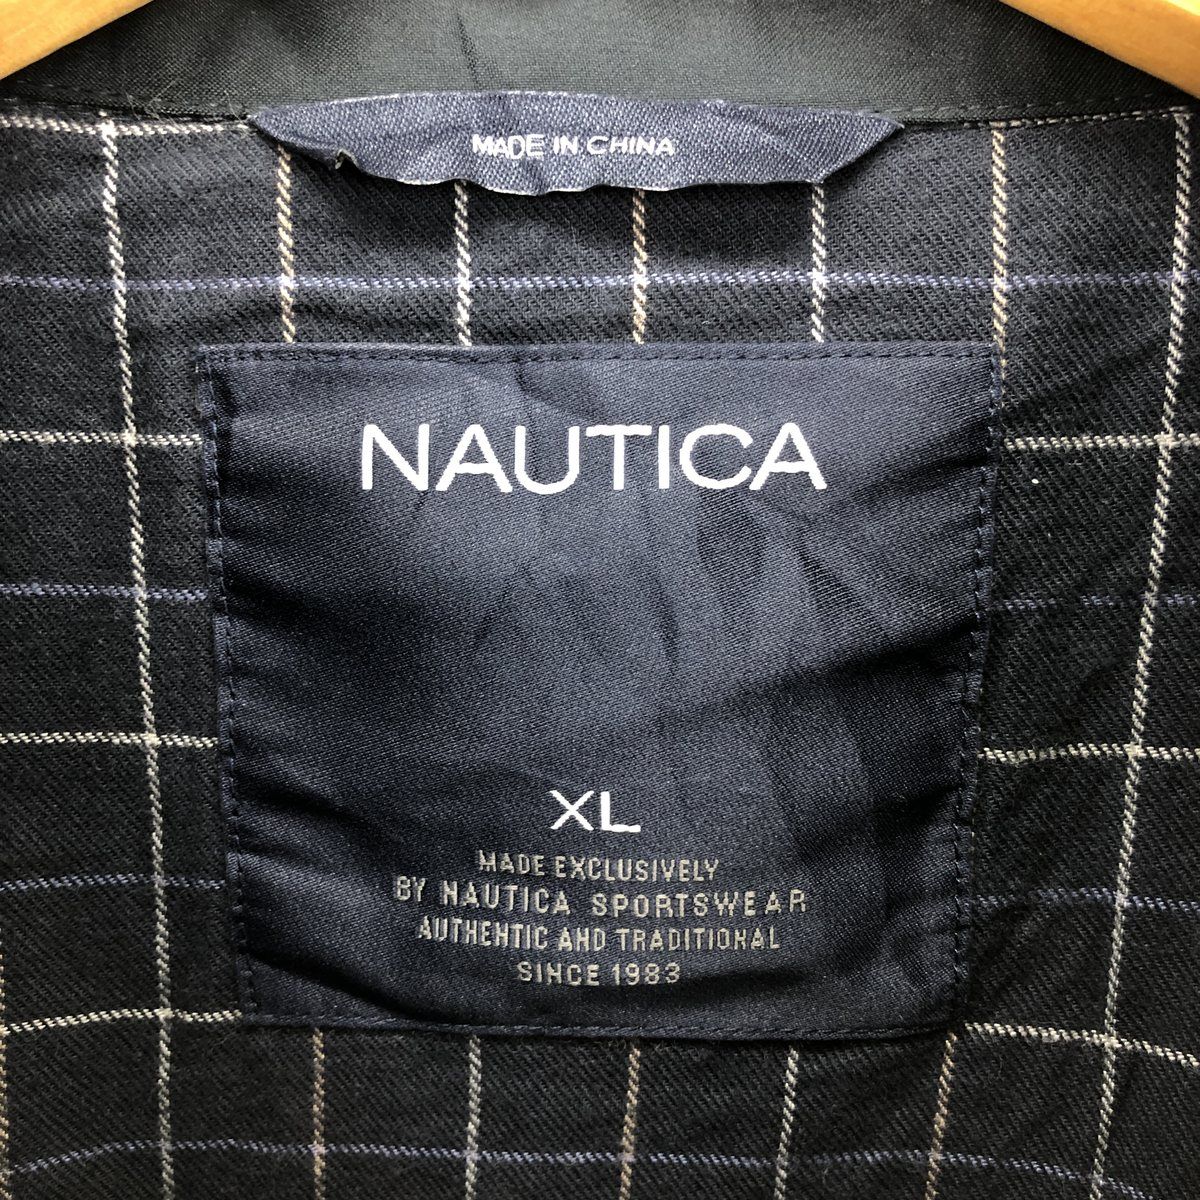 MADE IN CHINA
NAUTICA
XL
MADE EXCLUSIVELY
BY NAUTICA SPORTSWEAR
AUTHENTIC AND TRADITIONAL
SINCE 1983